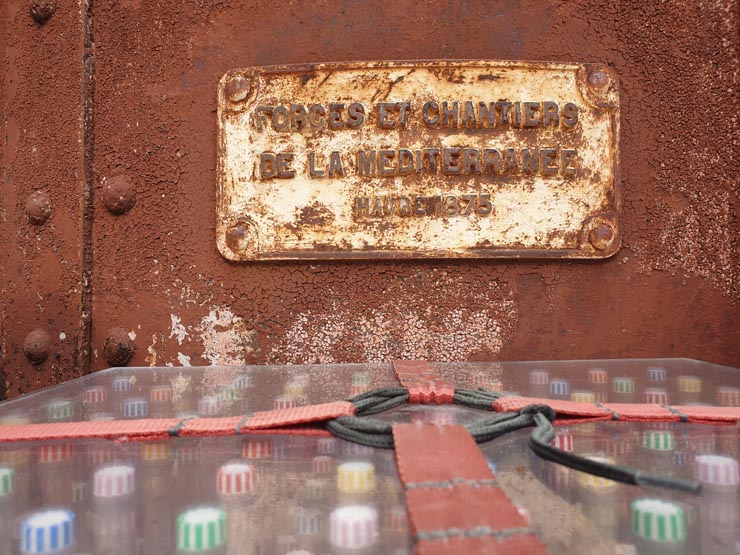 FORGES ET CHANTIERS
DE LA MEDITERRANEE
HAVRE 1875